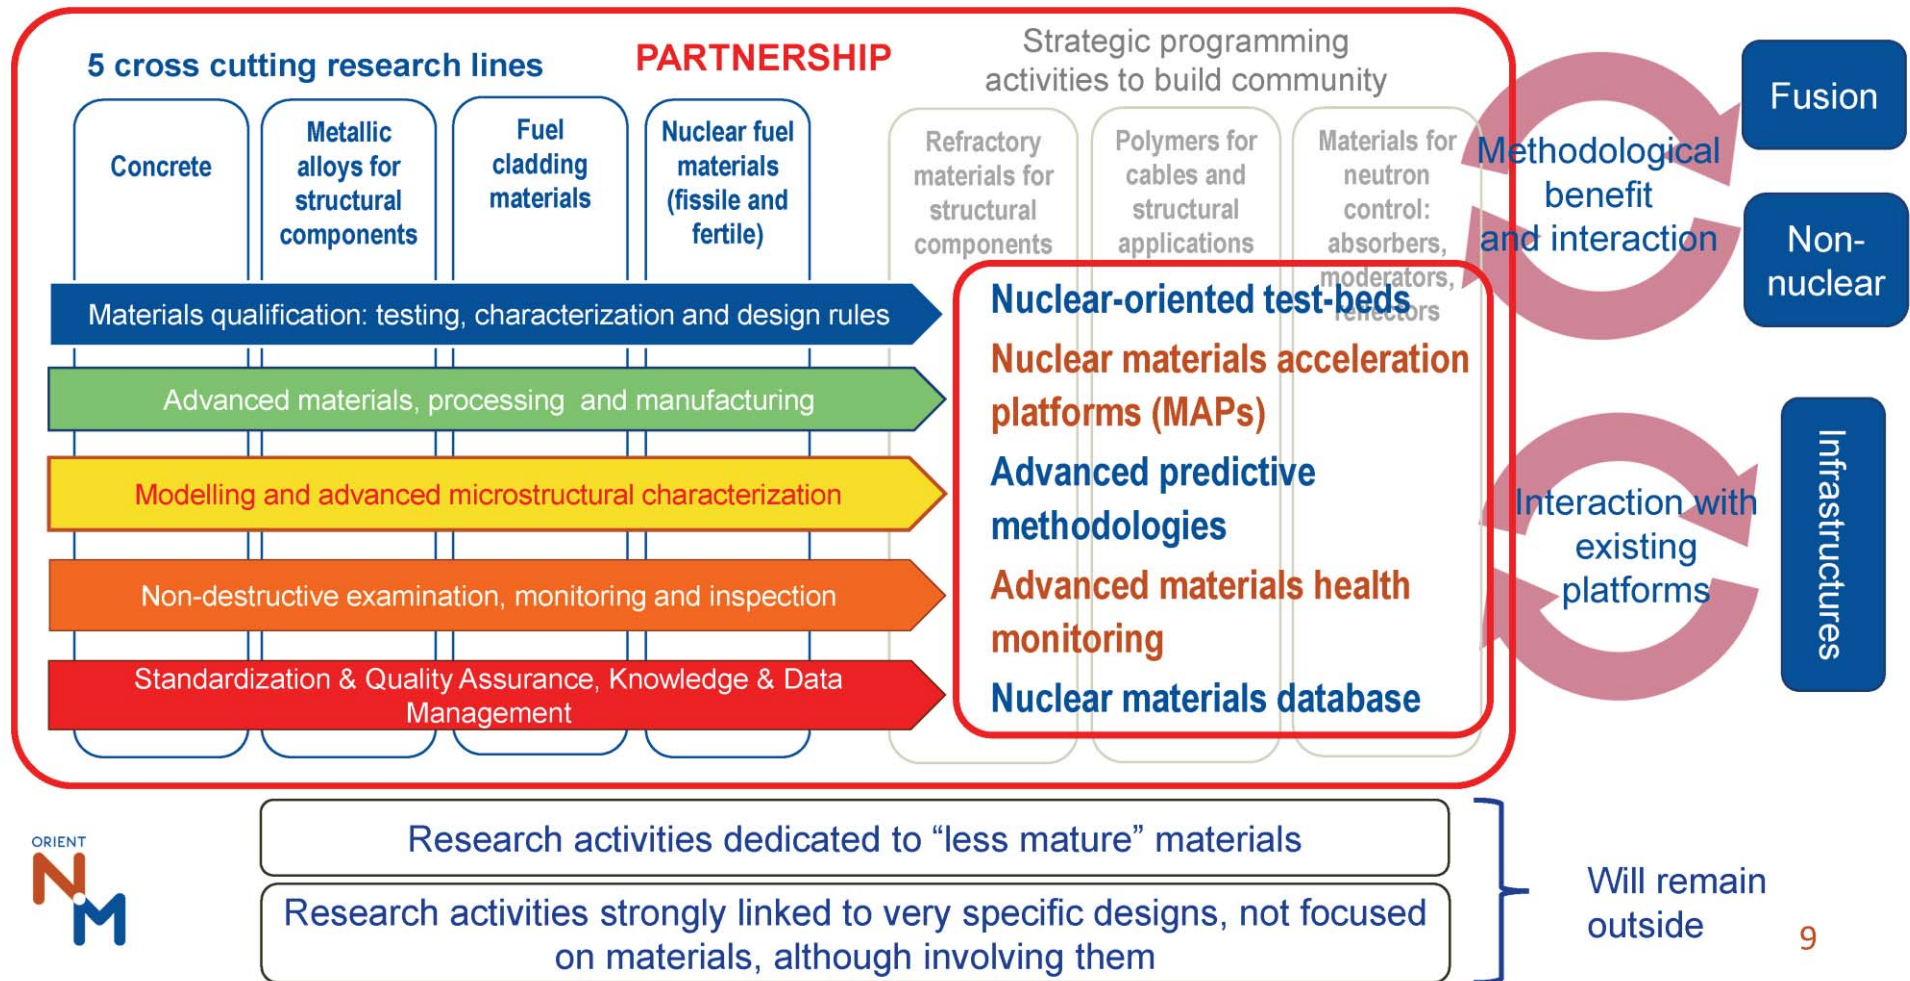 5 cross cutting research lines
PARTNERSHIP
Strategic programming
activities to build community
Concrete
Metallic
alloys for
structural
components
Fuel
cladding
materials
Nuclear fuel
materials
(fissile and
fertile)
Refractory
materials for
structural
components
Polymers for
cables and
structural
applications
Materials for
neutron
control:
absorbers,
moderators,
reflectors
Methodological
benefit
and interaction
Fusion
Non-
nuclear
Materials qualification: testing, characterization and design rules
Advanced materials, processing and manufacturing
Modelling and advanced microstructural characterization
Non-destructive examination, monitoring and inspection
Standardization & Quality Assurance, Knowledge & Data
Management
Nuclear-oriented test-beds
Nuclear materials acceleration
platforms (MAPs)
Advanced predictive
methodologies
Advanced materials health
monitoring
Nuclear materials database
Interaction with
existing
platforms
Infrastructures
ORIENT
NM
Research activities dedicated to “less mature” materials
Research activities strongly linked to very specific designs, not focused
on materials, although involving them
Will remain
outside
9